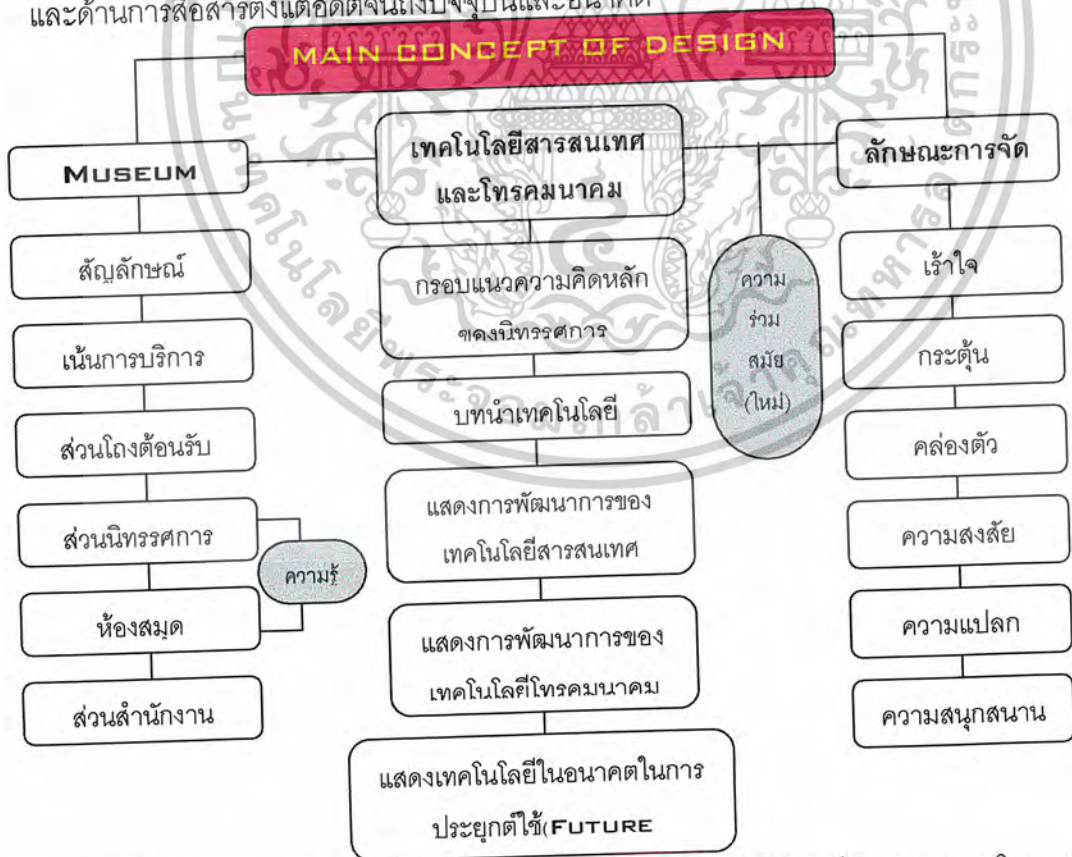 และด้านการสื่อสารตั้งแต่อดีตจนถึงปัจจุบันและอนาคต
MAIN CONCEPT OF DESIGN
MUSEUM
สัญลักษณ์
เน้นการบริการ
ส่วนโถงต้อนรับ
ส่วนนิทรรศการ
ห้องสมุด
ความรู้
ส่วนสำนักงาน
เทคโนโลยีสารสนเทศ
และโทรคมนาคม
กรอบแนวความคิดหลัก
ของนิทรรศการ
บทนำเทคโนโลยี
แสดงการพัฒนาการของ
เทคโนโลยีสารสนเทศ
แสดงการพัฒนาการของ
เทคโนโลยีโทรคมนาคม
แสดงเทคโนโลยีในอนาคตในการ
ประยุกต์ใช้(FUTURE
ความ
ร่วม
สมัย
(ใหม่)
ลักษณะการจัด
เร้าใจ
กระตุ้น
คล่องตัว
ความสงสัย
ความแปลก
ความสนุกสนาน